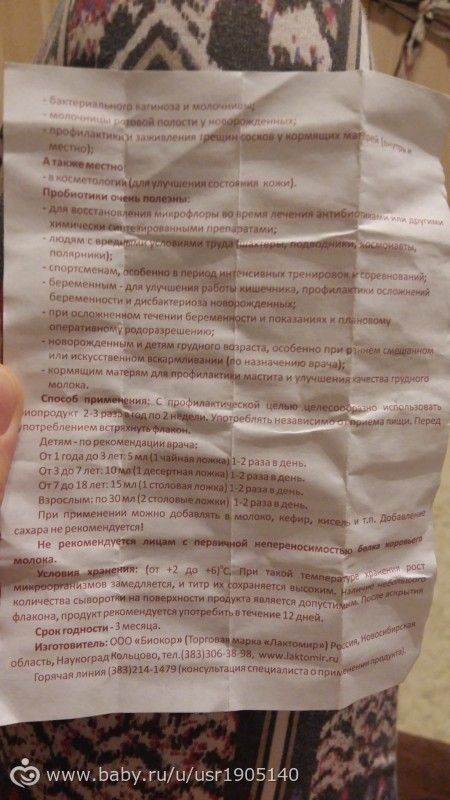 - бактериального вагиноза и молочницы;
- молочницы ротовой полости у новорожденных;
- профилактики и заживления трещин сосков у кормящих матерей (внутрь и
местно);
А также местно:
- в косметологии (для улучшения состояния кожи).
Пробиотики очень полезны:
- для восстановления микрофлоры во время лечения антибиотиками или другими
химически синтезированными препаратами;
- людям с вредными условиями труда (шахтеры, подводники, космонавты,
полярники);
- спортсменам, особенно в период интенсивных тренировок и соревнований;
- беременным - для улучшения работы кишечника, профилактики осложнений
беременности и дисбактериоза новорожденных;
- при осложненном течении беременности и показаниях к плановому
оперативному родоразрешению;
- новорожденным и детям грудного возраста, особенно при раннем смешанном
или искусственном вскармливании (по назначению врача);
- кормящим матерям для профилактики мастита и улучшения качества грудного
молока.
Способ применения: С профилактической целью целесообразно использовать
биопродукт 2-3 раза в год по 2 недели. Употреблять независимо от приема пищи. Перед
употреблением встряхнуть флакон.
Детям - по рекомендации врача:
От 1 года до 3 лет: 5 мл (1 чайная ложка) 1-2 раза в день.
От 3 до 7 лет: 10 мл (1 десертная ложка) 1-2 раза в день.
От 7 до 18 лет: 15 мл (1 столовая ложка) 1-2 раза в день.
Взрослым: по 30 мл (2 столовые ложки) 1-2 раза в день.
При применении можно добавлять в молоко, кефир, кисель и т.п. Добавление
сахара не рекомендуется!
Не рекомендуется лицам с первичной непереносимостью белка коровьего
молока.
Условия хранения: (от +2 до +6)°С. При такой температуре хранения рост
микроорганизмов замедляется, и титр их сохраняется высоким. Наличие небольшого
количества сыворотки на поверхности продукта является допустимым. После вскрытия
флакона, продукт рекомендуется употребить в течение 12 дней.
Срок годности - 3 месяца.
Изготовитель: ООО «Биокор» (Торговая марка «Лактомир») Россия, Новосибирская
область, Наукоград Кольцово, тел.(383)306-38-98, www.laktomir.ru
Горячая линия (383)214-1479 (консультация специалиста о применении продукта).
www.baby.ru/u/usr1905140